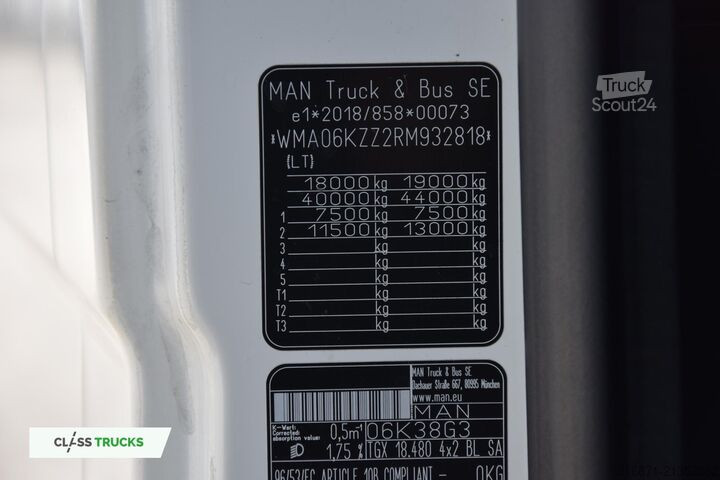 MAN Truck & Bus SE
e1*2018/858*00073
*WMA06KZZ2RM932818*
(LT)
18000 kg 19000 kg
40000 kg 44000 kg
1 7500 kg 7500 kg
2 11500 kg 13000 kg
3 kg kg
4 kg kg
5 kg kg
T1 kg kg
T2 kg kg
T3 kg kg
MAN Truck & Bus SE
Dachauer Straße 667, 80995 München
www.man.eu
MAN
K-Wert:
Corrected absorption value: 0,5m⁻¹ 06K38G3
1,75 % TGX 18.480 4x2 BL SA
96/53/EC ARTICLE 10B COMPLIANT - 0KG
Truck
Scout24
CLASSTRUCKS